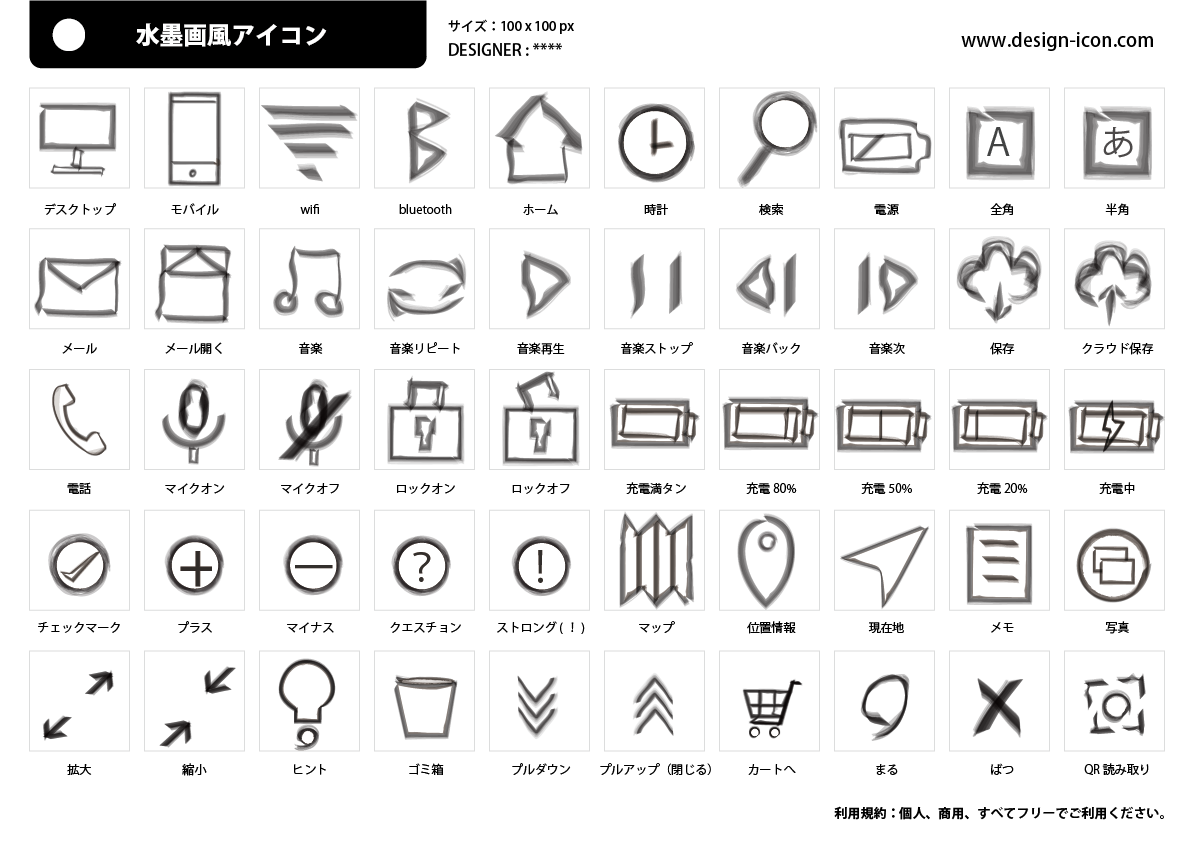 水墨画風アイコン
サイズ：100 x 100 px
DESIGNER : ****
www.design-icon.com
A
あ
デスクトップ
モバイル
wifi
bluetooth
ホーム
時計
検索
電源
全角
半角
メール
メール開く
音楽
音楽リピート
音楽再生
音楽ストップ
音楽バック
音楽次
保存
クラウド保存
電話
マイクオン
マイクオフ
ロックオン
ロックオフ
充電満タン
充電 80%
充電 50%
充電 20%
充電中
?
!
チェックマーク
プラス
マイナス
クエスチョン
ストロング ( ！ )
マップ
位置情報
現在地
メモ
写真
拡大
縮小
ヒント
ゴミ箱
プルダウン
プルアップ（閉じる）
カートへ
まる
ばつ
QR 読み取り
利用規約：個人、商用、すべてフリーでご利用ください。